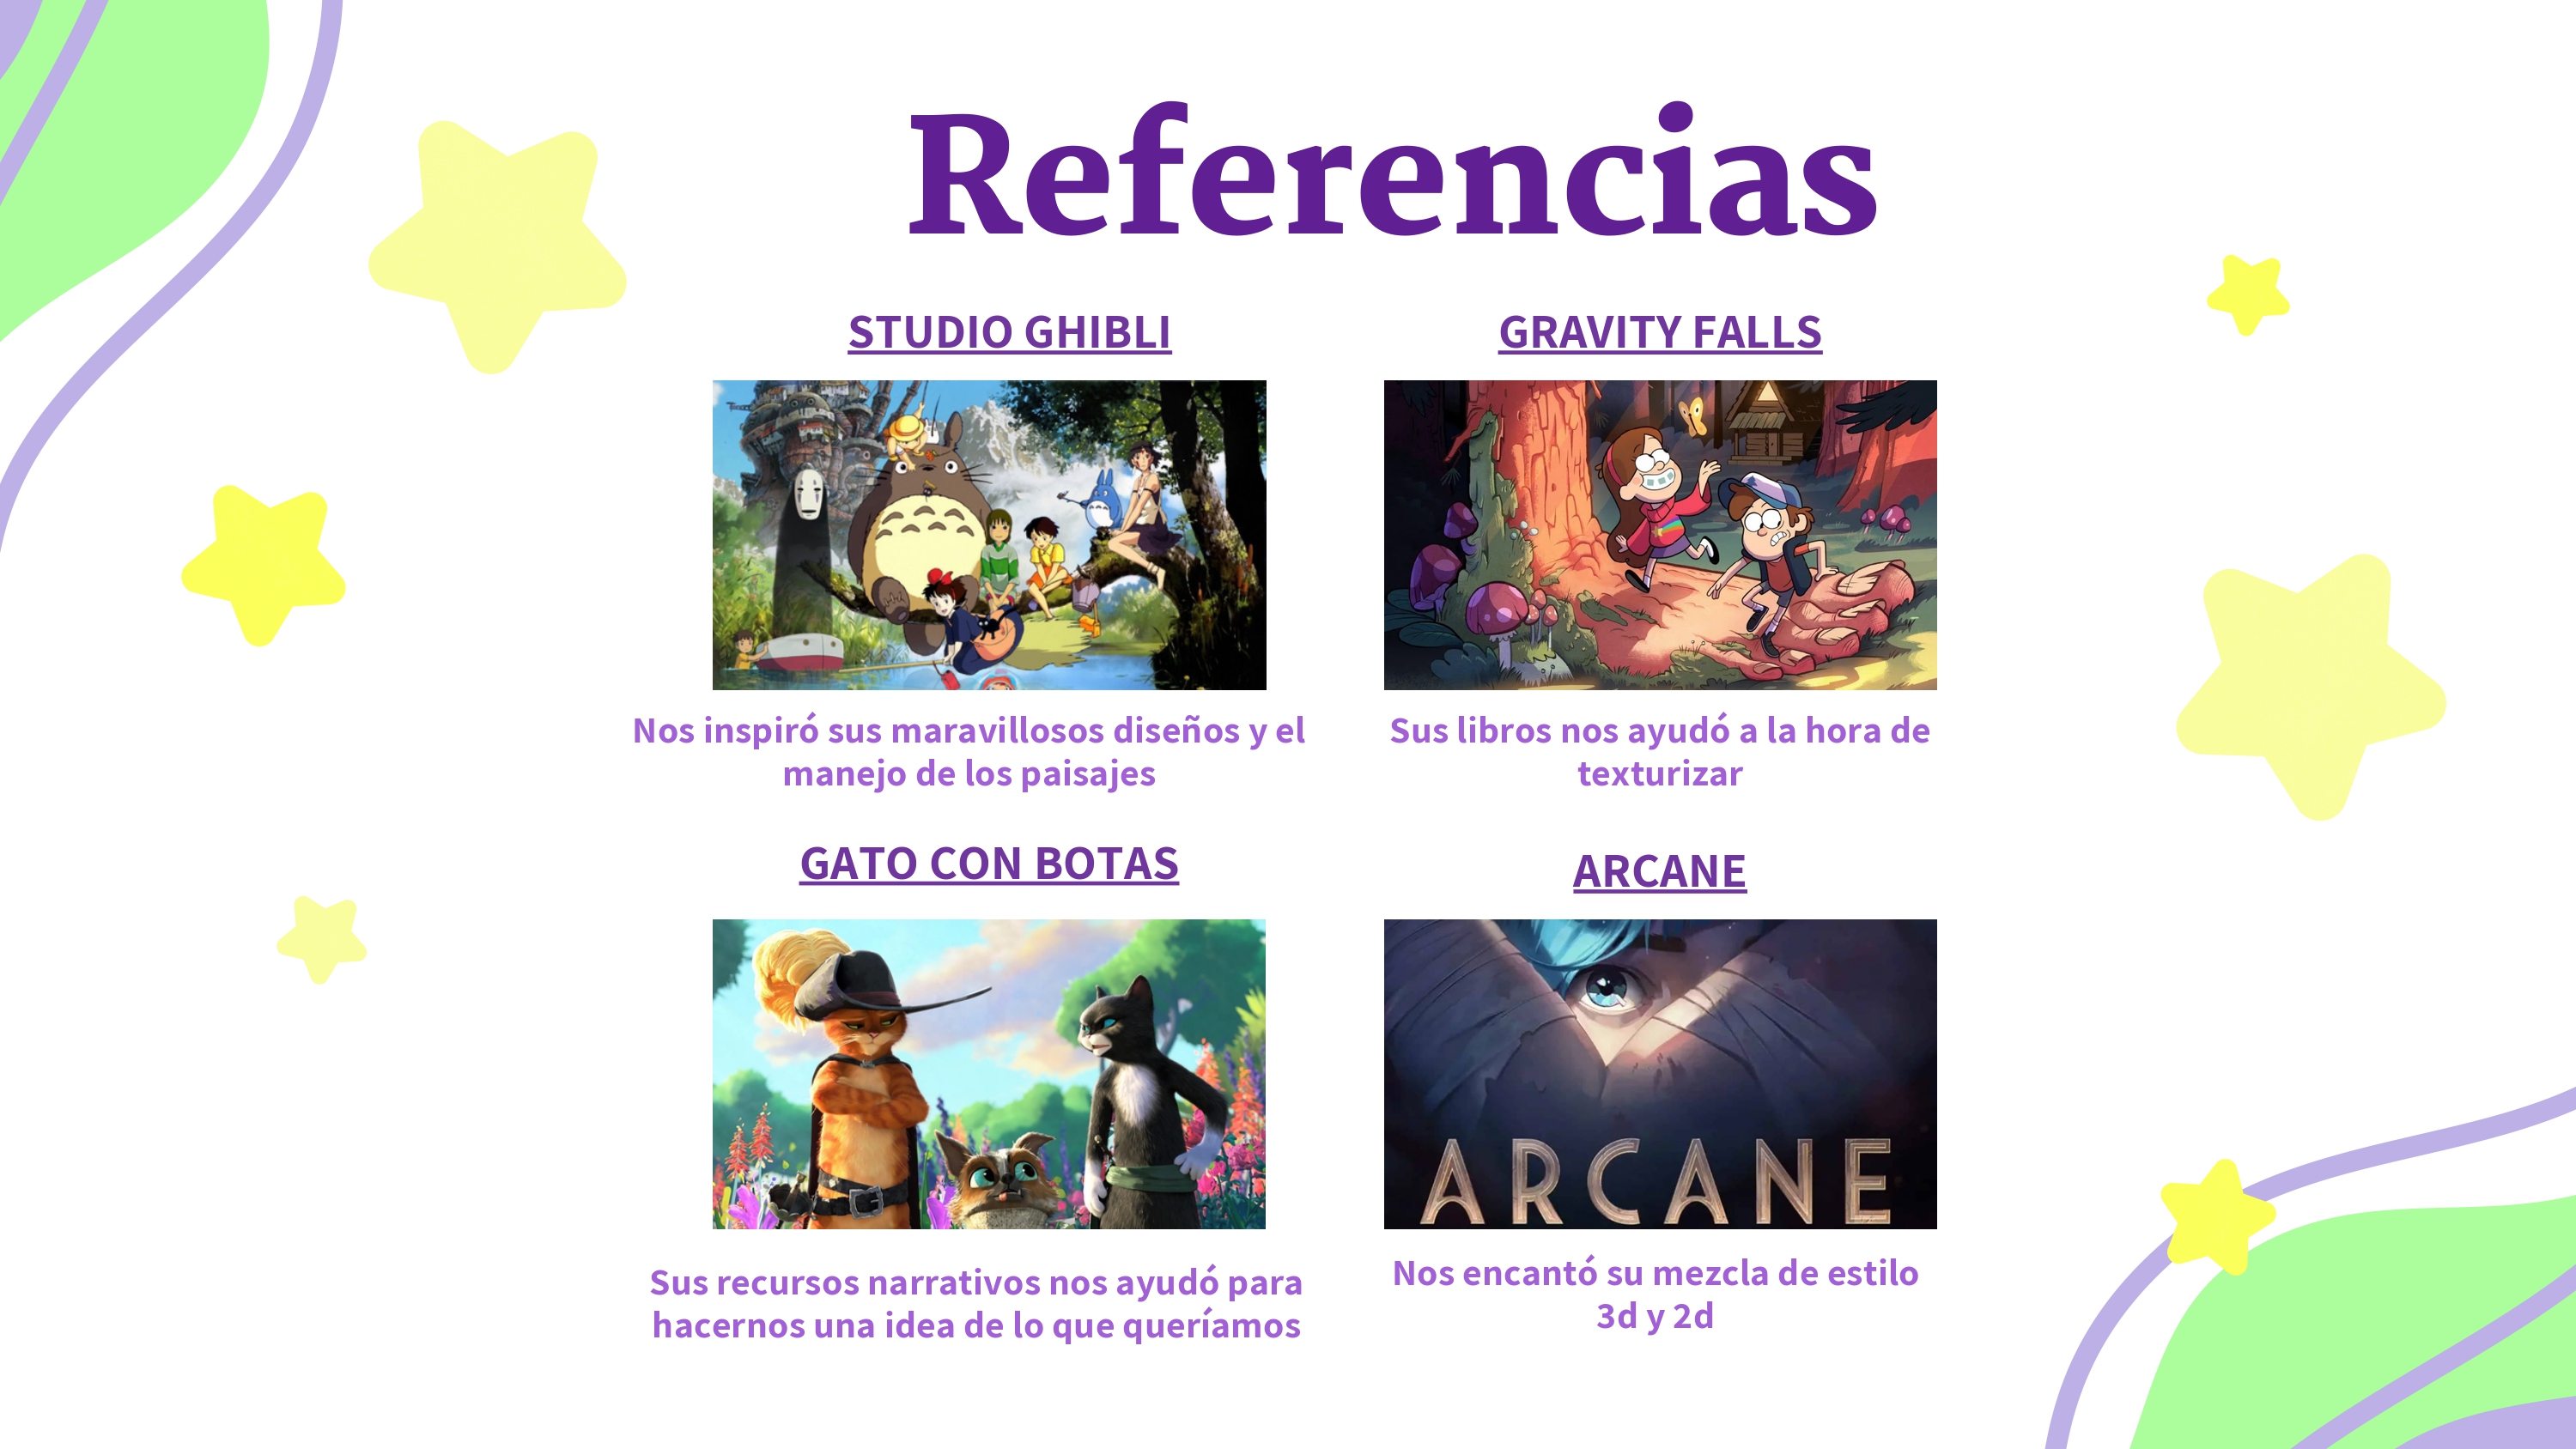 Referencias
STUDIO GHIBLI
Nos inspiró sus maravillosos diseños y el
manejo de los paisajes
GRAVITY FALLS
Sus libros nos ayudó a la hora de
texturizar
GATO CON BOTAS
Sus recursos narrativos nos ayudó para
hacernos una idea de lo que queríamos
ARCANE
ARCANE
Nos encantó su mezcla de estilo
3d y 2d